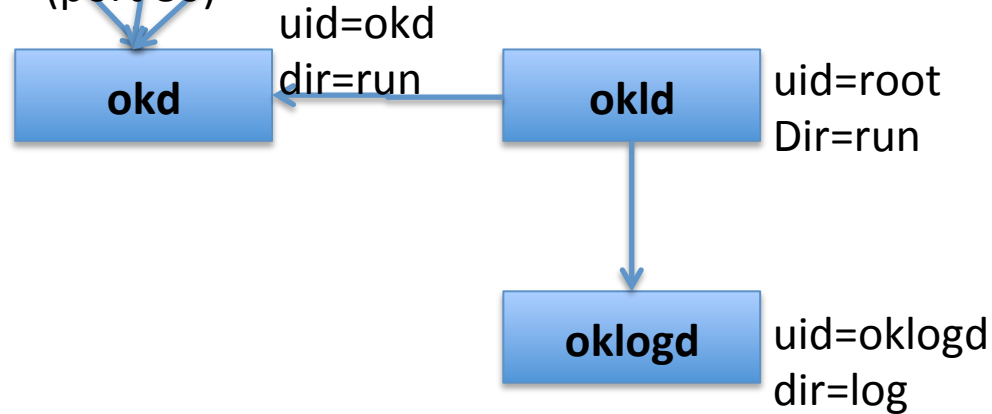 uid=okd
dir=run
okd
okld
uid=root
Dir=run
oklogd
uid=oklogd
dir=log